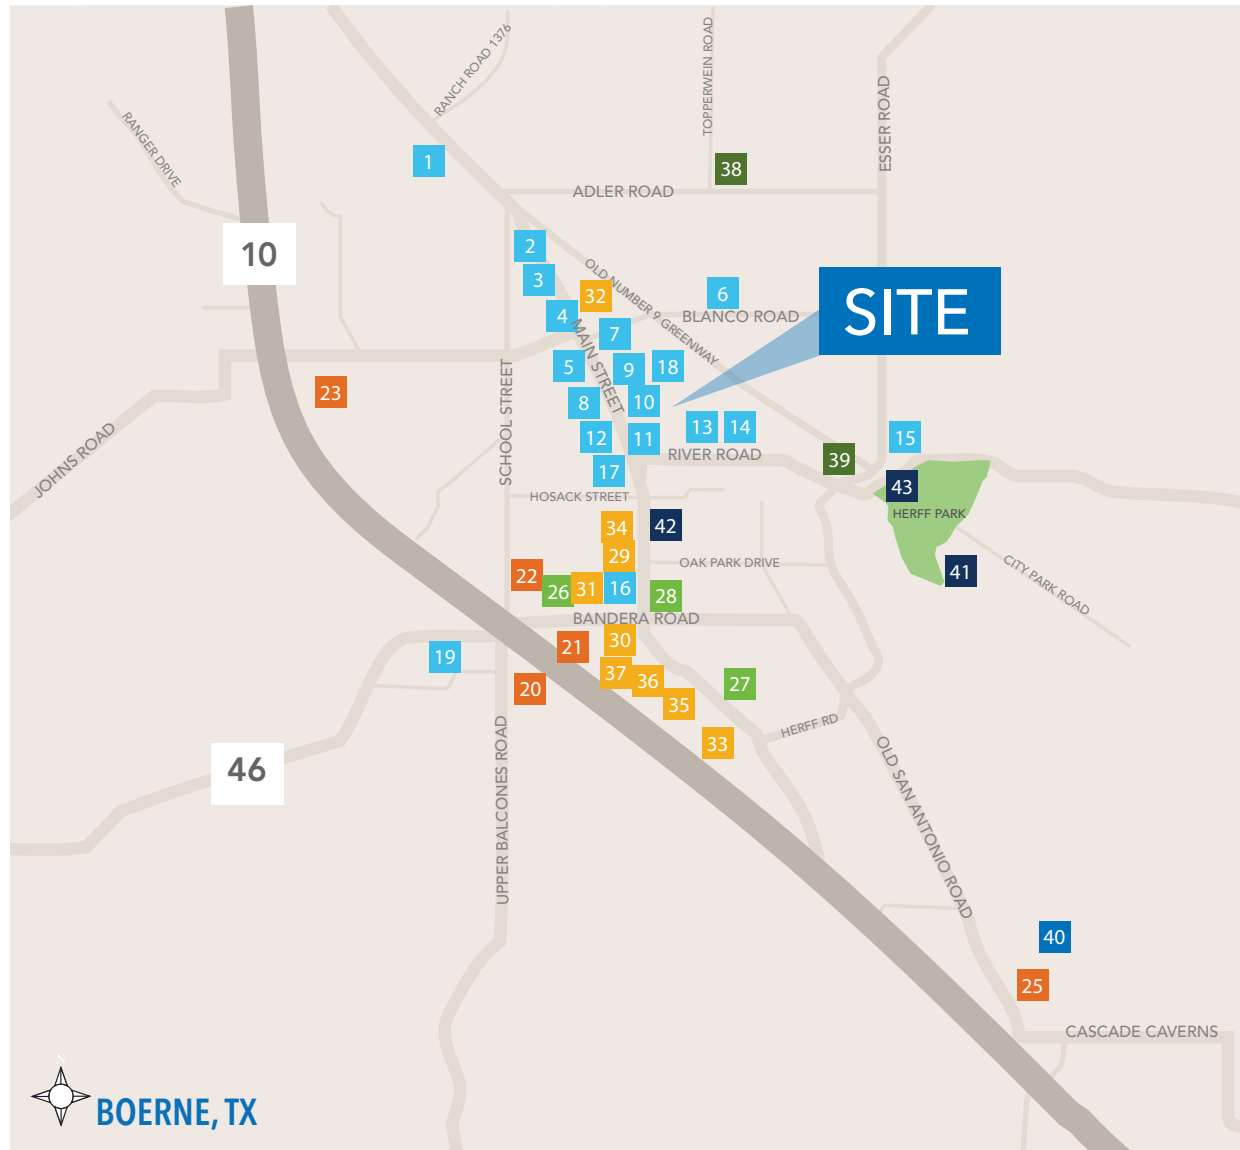 RANCH ROAD 1376
TOPPERWEIN ROAD
ESSER ROAD
RANGER DRIVE
1
38
ADLER ROAD
10
2
3
OLD NUMBER 9 GREENWAY
32
6
SITE
4
BLANCO ROAD
MAIN STREET
7
5
9
18
23
8
10
SCHOOL STREET
12
11
13
14
15
JOHNS ROAD
RIVER ROAD
39
17
43
HOSACK STREET
HERFF PARK
34
42
29
OAK PARK DRIVE
22
41
CITY PARK ROAD
26
31
16
28
BANDERA ROAD
21
30
19
37
36
27
20
35
HERFF RD
33
46
UPPER BALCONES ROAD
OLD SAN ANTONIO ROAD
40
25
CASCADE CAVERNS
N
BOERNE, TX